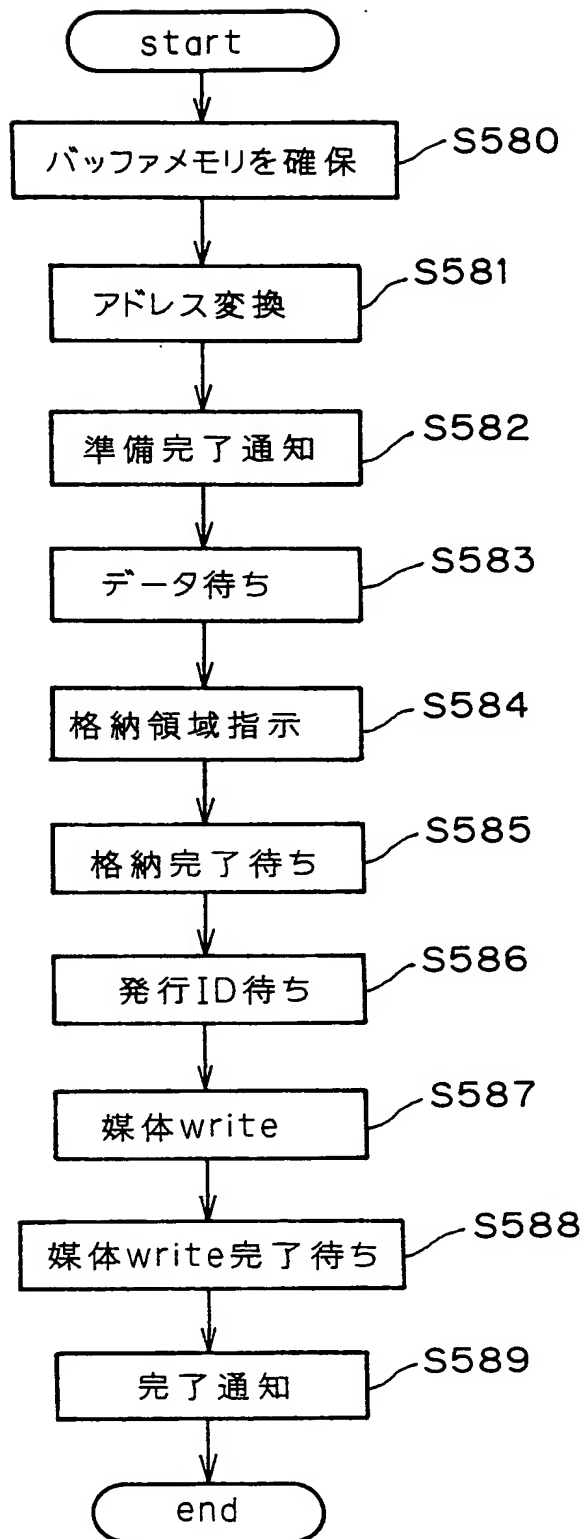 start
バッファメモリを確保
S580
アドレス変換
S581
準備完了通知
S582
データ待ち
S583
格納領域指示
S584
格納完了待ち
S585
発行ID待ち
S586
媒体write
S587
媒体write完了待ち
S588
完了通知
S589
end